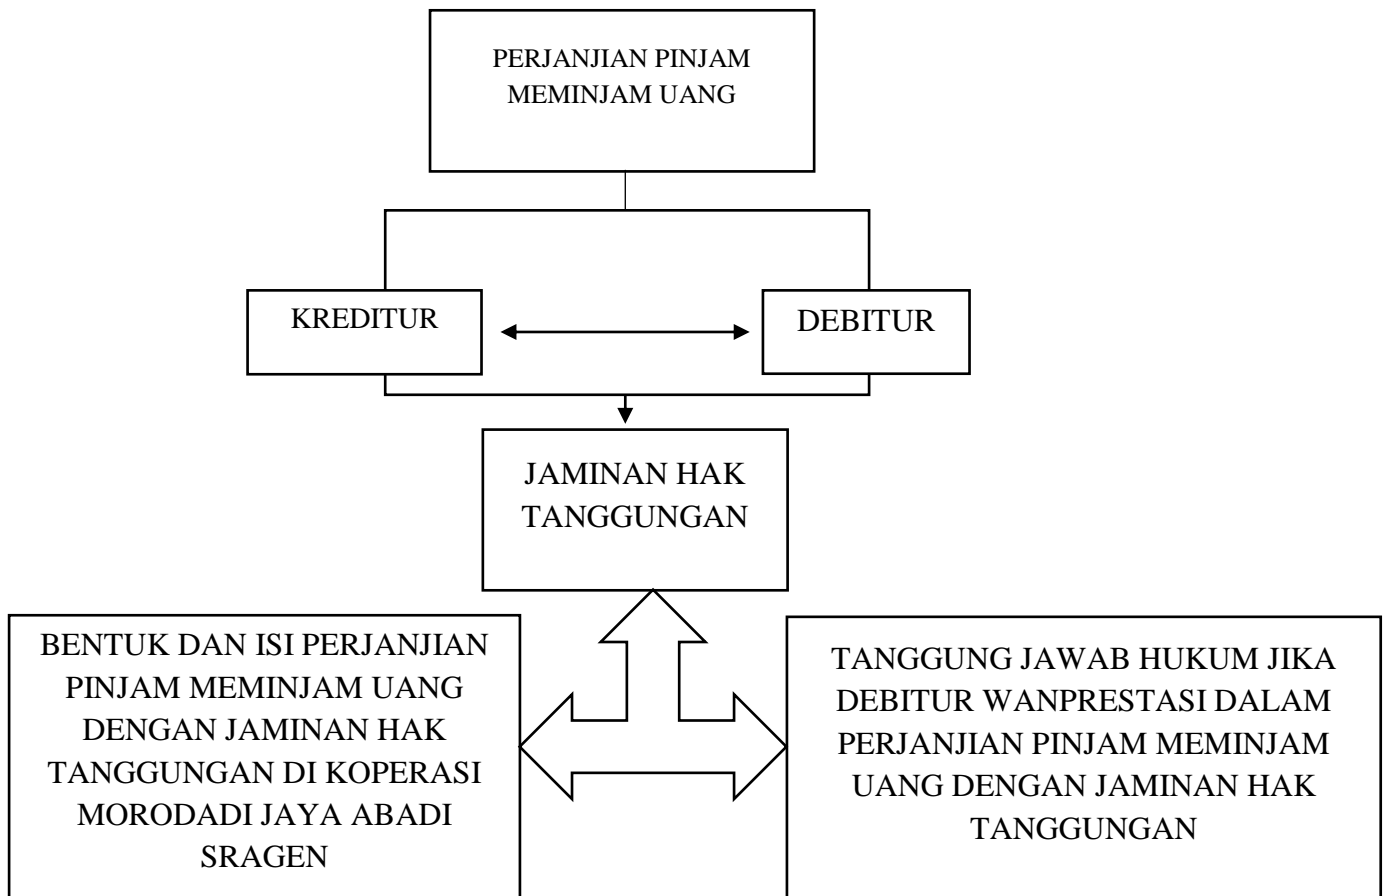 PERJANJIAN PINJAM
MEMINJAM UANG
KREDITUR
DEBITUR
JAMINAN HAK
TANGGUNGAN
BENTUK DAN ISI PERJANJIAN
PINJAM MEMINJAM UANG
DENGAN JAMINAN HAK
TANGGUNGAN DI KOPERASI
MORODADI JAYA ABADI
SRAGEN
TANGGUNG JAWAB HUKUM JIKA
DEBITUR WANPRESTASI DALAM
PERJANJIAN PINJAM MEMINJAM
UANG DENGAN JAMINAN HAK
TANGGUNGAN